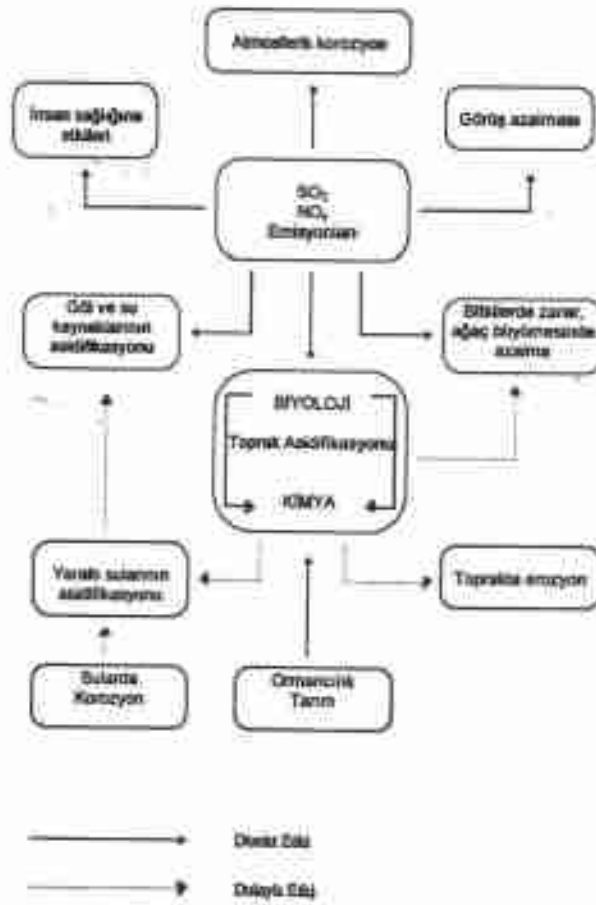 Atmosferik korozyon
İnsan sağlığına
etkileri
Görüş azalması
SO₂
NOₓ
Emisyonları
Göl ve su
kaynaklarının
asidifikasyonu
Bitkilerde zarar,
ağaç büyümesinde
azalma
BİYOLOJİ
Toprak Asidifikasyonu
KİMYA
Yeraltı sularının
asidifikasyonu
Toprakta erozyon
Sularda
Korozyon
Ormancılık
Tarım
Direkt Etki
Dolaylı Etki